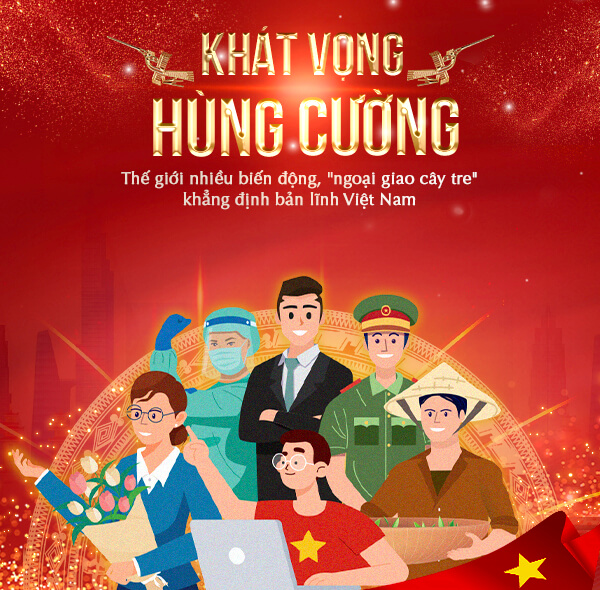 KHÁT VỌNG
HÙNG CƯỜNG
Thế giới nhiều biến động, "ngoại giao cây tre"
khẳng định bản lĩnh Việt Nam